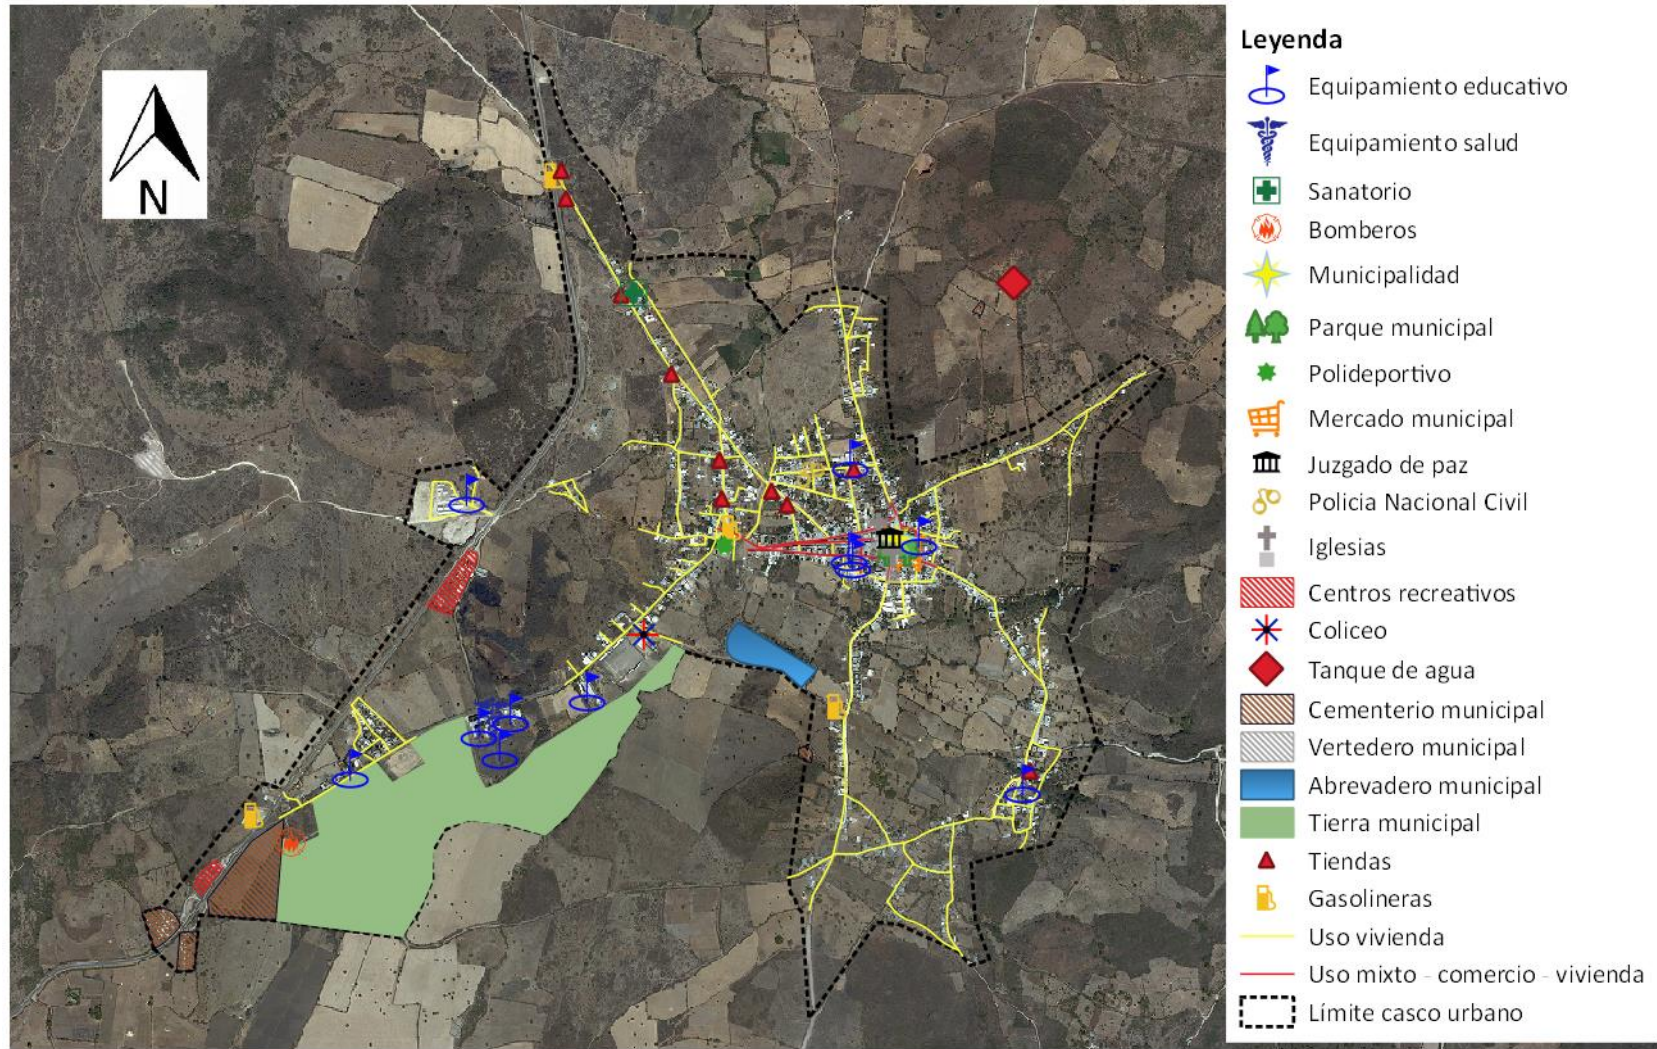 N
Leyenda
Equipamiento educativo
Equipamiento salud
Sanatorio
Bomberos
Municipalidad
Parque municipal
Polideportivo
Mercado municipal
Juzgado de paz
Policia Nacional Civil
Iglesias
Centros recreativos
Coliceo
Tanque de agua
Cementerio municipal
Vertedero municipal
Abrevadero municipal
Tierra municipal
Tiendas
Gasolineras
Uso vivienda
Uso mixto - comercio - vivienda
Límite casco urbano